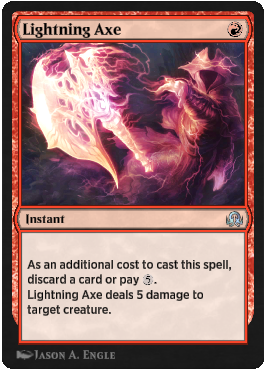 Lightning Axe
Instant
As an additional cost to cast this spell,
discard a card or pay 5.
Lightning Axe deals 5 damage to
target creature.
Jason A. Engle